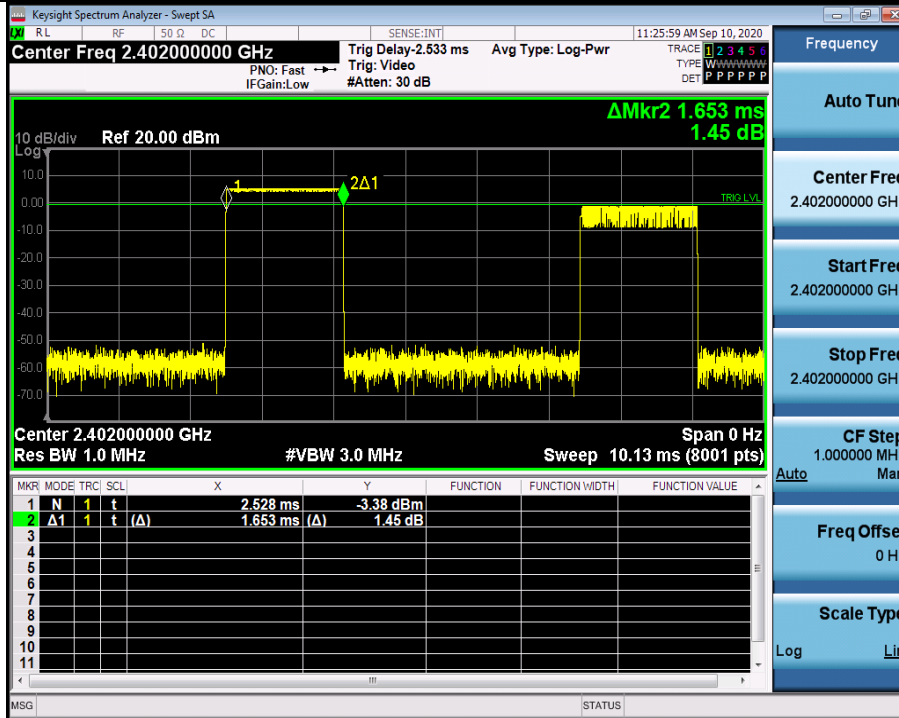 Keysight Spectrum Analyzer - Swept SA
LXI RL RF 50 Ω DC SENSE:INT 11:25:59 AM Sep 10, 2020
Center Freq 2.402000000 GHz
PNO: Fast
IFGain:Low
Trig Delay-2.533 ms
Trig: Video
#Atten: 30 dB
Avg Type: Log-Pwr
TRACE 1 2 3 4 5 6
TYPE WWWWWW
DET P P P P P P
ΔMkr2 1.653 ms
1.45 dB
10 dB/div Ref 20.00 dBm
Log
10.0
0.00
-10.0
-20.0
-30.0
-40.0
-50.0
-60.0
-70.0
1
2Δ1
TRIG LVL
Center 2.402000000 GHz Span 0 Hz
Res BW 1.0 MHz #VBW 3.0 MHz Sweep 10.13 ms (8001 pts)
MKR MODE TRC SCL X Y FUNCTION FUNCTION WIDTH FUNCTION VALUE
1 N 1 t 2.528 ms -3.38 dBm
2 Δ1 1 t (Δ) 1.653 ms (Δ) 1.45 dB
3
4
5
6
7
8
9
10
11
MSG STATUS
Frequency
Auto Tun
Center Fre
2.402000000 GH
Start Fre
2.402000000 GH
Stop Fre
2.402000000 GH
CF Step
1.000000 MH
Auto Ma
Freq Offse
0 H
Scale Type
Log Li